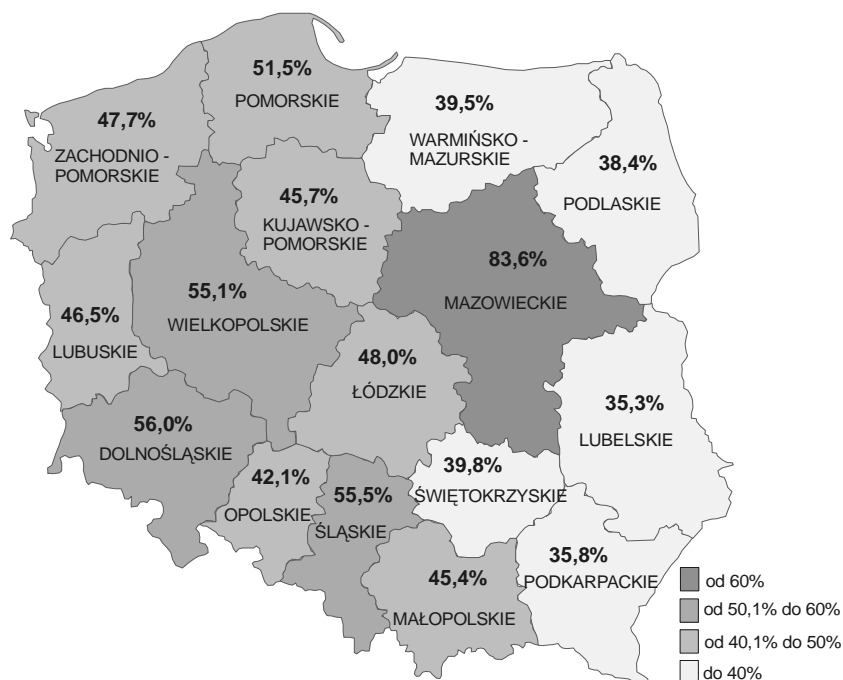 51,5%
POMORSKIE
47,7%
ZACHODNIO -
POMORSKIE
39,5%
WARMIŃSKO -
MAZURSKIE
38,4%
PODLASKIE
45,7%
KUJAWSKO -
POMORSKIE
83,6%
MAZOWIECKIE
55,1%
WIELKOPOLSKIE
46,5%
LUBUSKIE
48,0%
ŁÓDZKIE
35,3%
LUBELSKIE
56,0%
DOLNOŚLĄSKIE
42,1%
OPOLSKIE
55,5%
ŚLĄSKIE
39,8%
ŚWIĘTOKRZYSKIE
45,4%
MAŁOPOLSKIE
35,8%
PODKARPACKIE
od 60%
od 50,1% do 60%
od 40,1% do 50%
do 40%